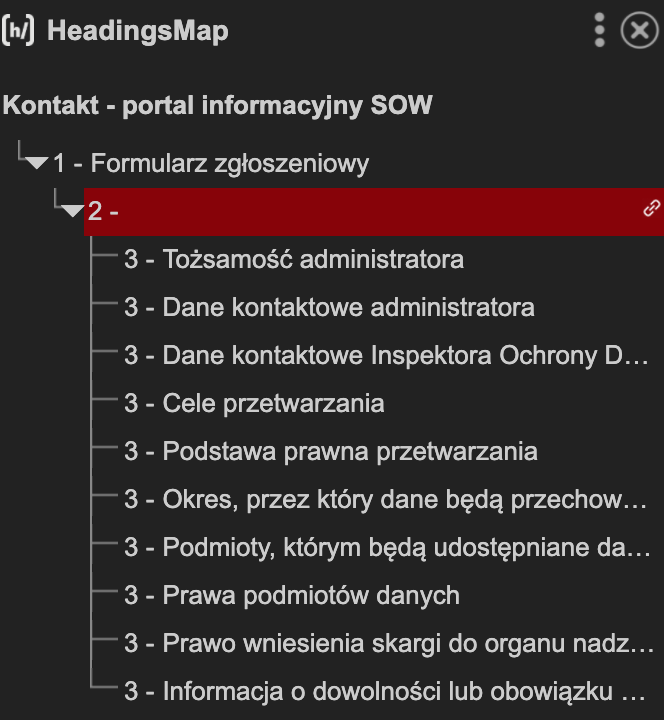 [h/] HeadingsMap
Kontakt - portal informacyjny SOW
1 - Formularz zgłoszeniowy
2 -
3 - Tożsamość administratora
3 - Dane kontaktowe administratora
3 - Dane kontaktowe Inspektora Ochrony D…
3 - Cele przetwarzania
3 - Podstawa prawna przetwarzania
3 - Okres, przez który dane będą przechow…
3 - Podmioty, którym będą udostępniane da…
3 - Prawa podmiotów danych
3 - Prawo wniesienia skargi do organu nadz…
3 - Informacja o dowolności lub obowiązku …